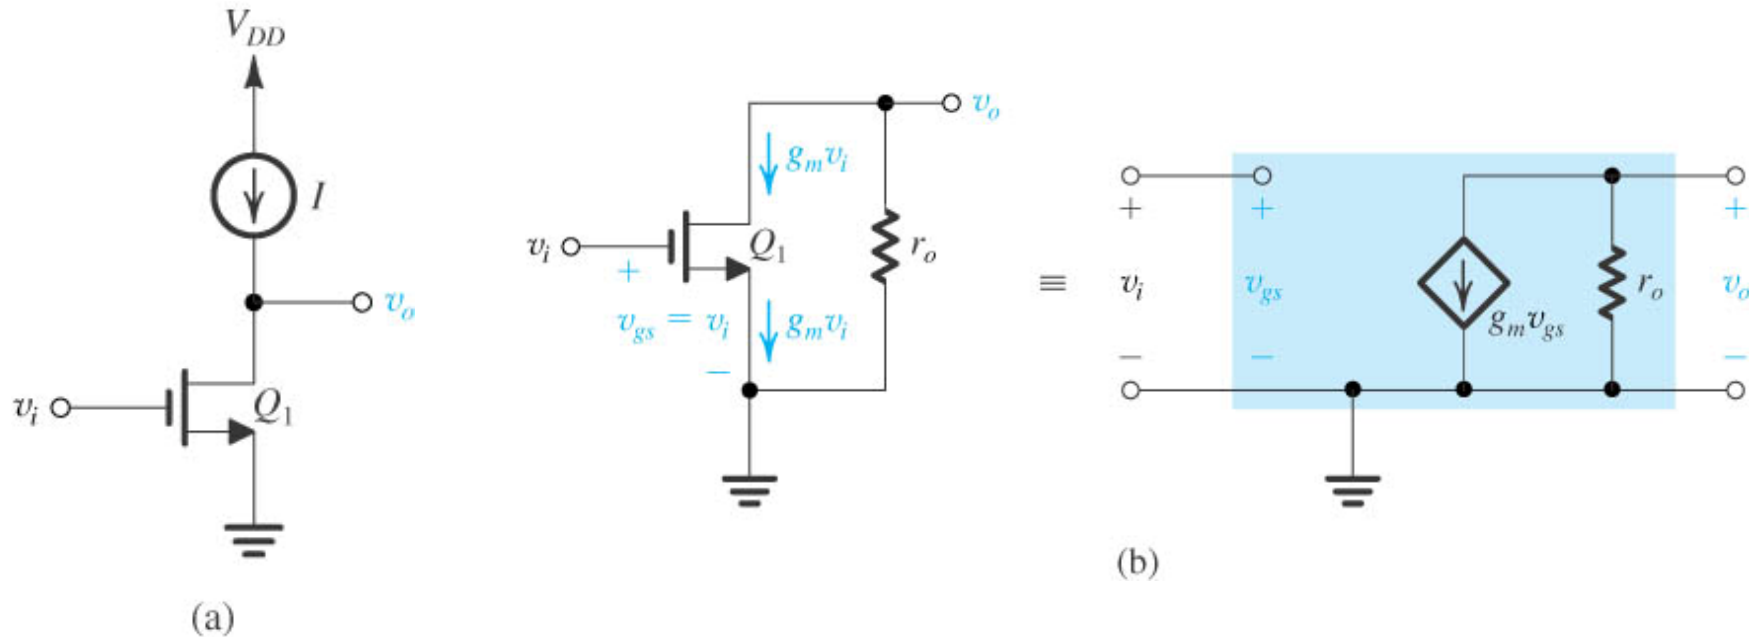 V_DD
I
v_o
v_i
Q_1
(a)
v_o
g_m v_i
v_i
Q_1
r_o
+
v_gs = v_i
g_m v_i
−
≡
+ + +
v_i v_gs g_m v_gs r_o v_o
− − −
(b)